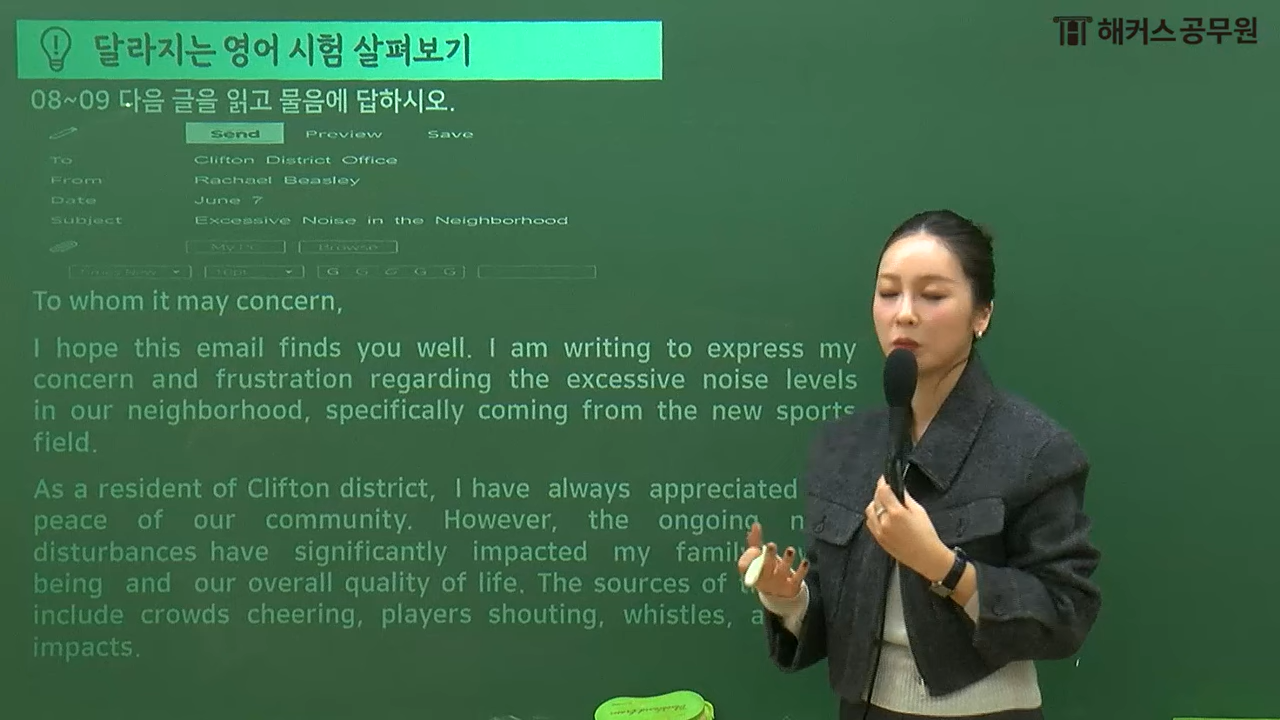 해커스공무원
달라지는 영어 시험 살펴보기
08~09 다음 글을 읽고 물음에 답하시오.
Send Preview Save
To Clifton District Office
From Rachael Beasley
Date June 7
Subject Excessive Noise in the Neighborhood
My PC Browse
10pt G G G G G
To whom it may concern,
I hope this email finds you well. I am writing to express my
concern and frustration regarding the excessive noise levels
in our neighborhood, specifically coming from the new sports
field.
As a resident of Clifton district, I have always appreciated
peace of our community. However, the ongoing n
disturbances have significantly impacted my famil
being and our overall quality of life. The sources of
include crowds cheering, players shouting, whistles, a
impacts.